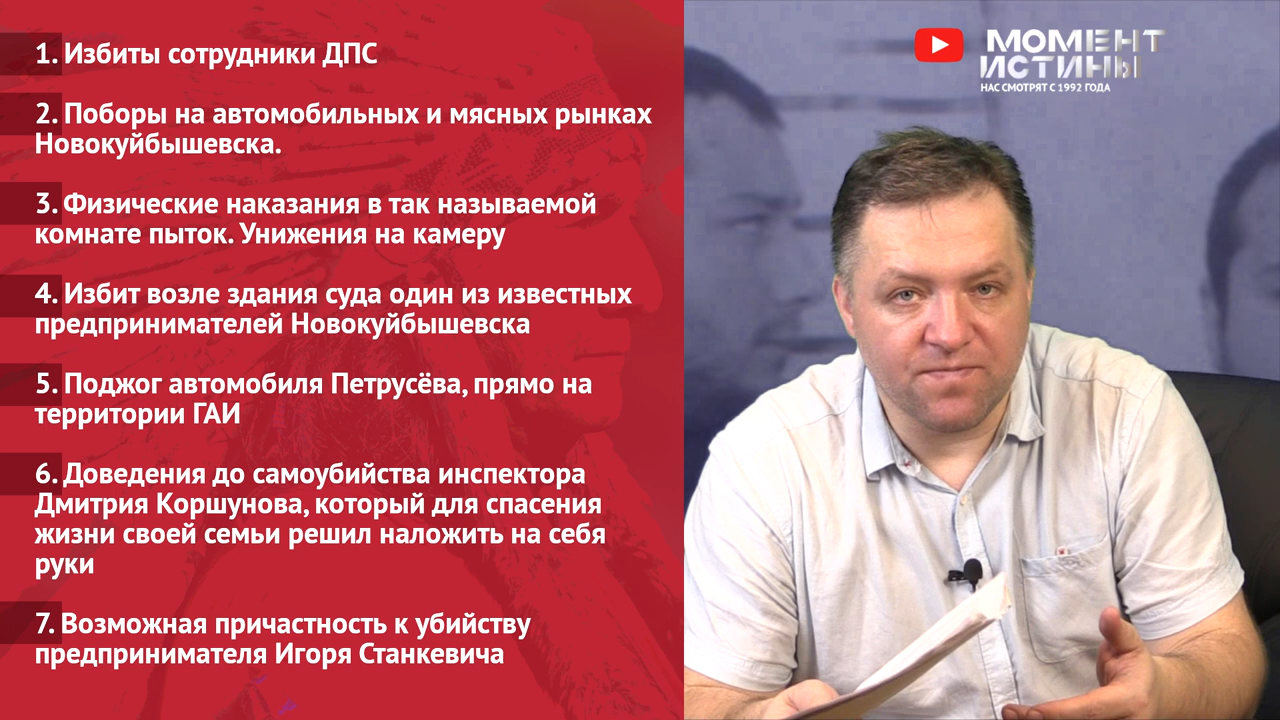 1. Избиты сотрудники ДПС
2. Поборы на автомобильных и мясных рынках
Новокуйбышевска.
3. Физические наказания в так называемой
комнате пыток. Унижения на камеру
4. Избит возле здания суда один из известных
предпринимателей Новокуйбышевска
5. Поджог автомобиля Петрусёва, прямо на
территории ГАИ
6. Доведения до самоубийства инспектора
Дмитрия Коршунова, который для спасения
жизни своей семьи решил наложить на себя
руки
7. Возможная причастность к убийству
предпринимателя Игоря Станкевича
МОМЕНТ
ИСТИНЫ
НАС СМОТРЯТ С 1992 ГОДА